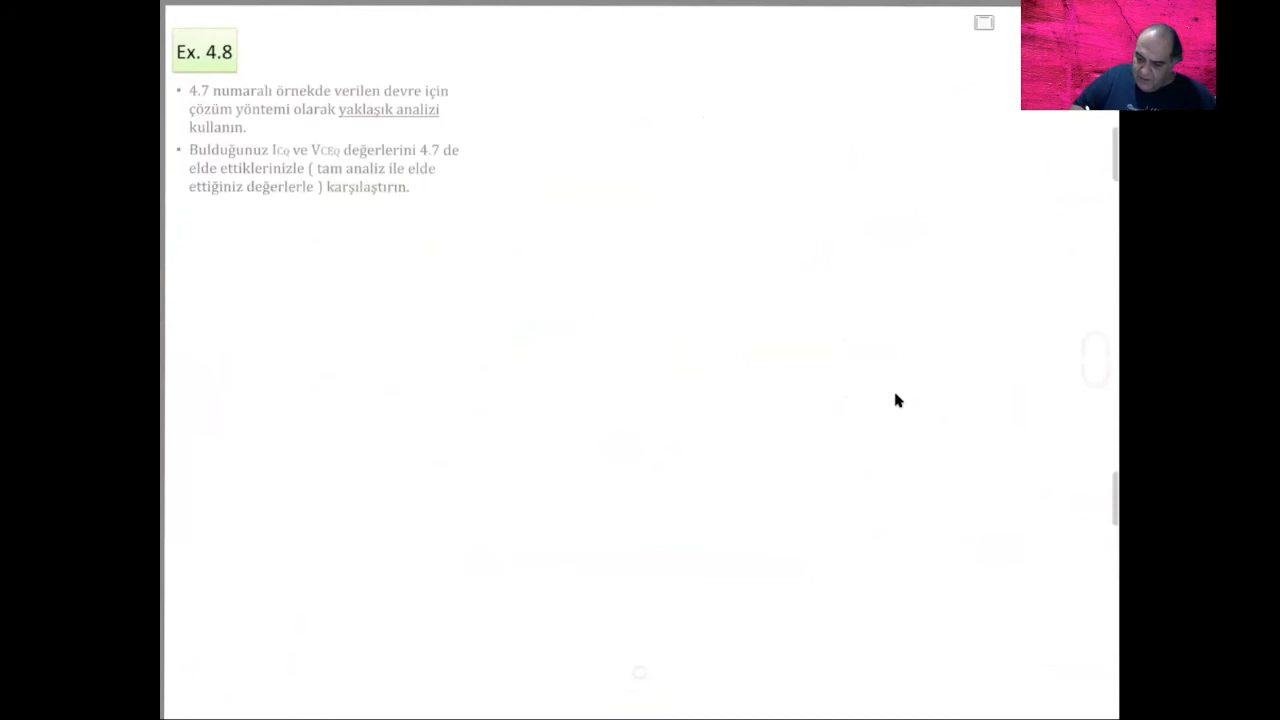 Ex. 4.8
• 4.7 numaralı örnekde verilen devre için
çözüm yöntemi olarak yaklaşık analizi
kullanın.
• Bulduğunuz ICQ ve VCEQ değerlerini 4.7 de
elde ettiklerinizle ( tam analiz ile elde
ettiğiniz değerlerle ) karşılaştırın.